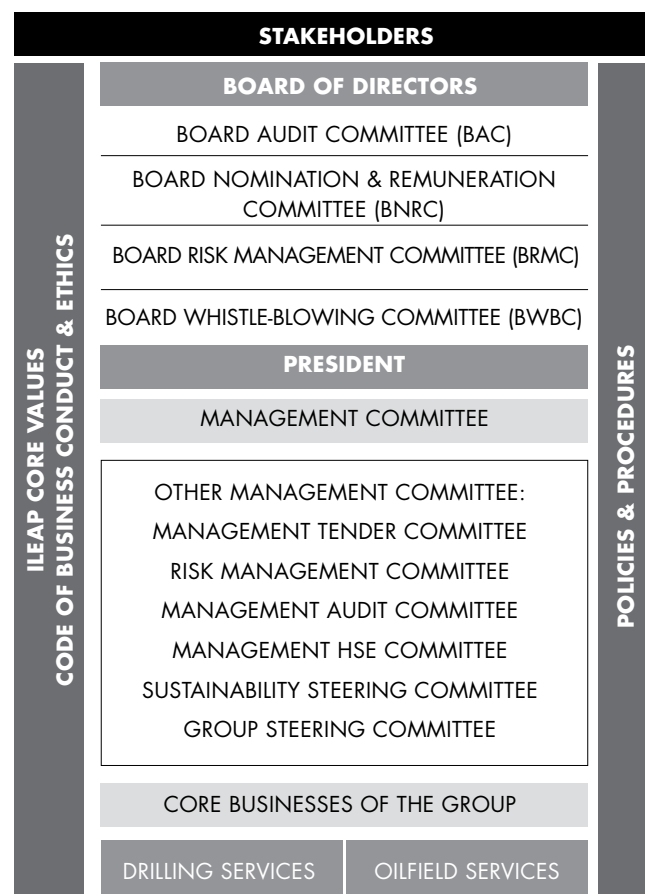 STAKEHOLDERS
ILEAP CORE VALUES
CODE OF BUSINESS CONDUCT & ETHICS
BOARD OF DIRECTORS
BOARD AUDIT COMMITTEE (BAC)
BOARD NOMINATION & REMUNERATION
COMMITTEE (BNRC)
BOARD RISK MANAGEMENT COMMITTEE (BRMC)
BOARD WHISTLE-BLOWING COMMITTEE (BWBC)
PRESIDENT
MANAGEMENT COMMITTEE
OTHER MANAGEMENT COMMITTEE:
MANAGEMENT TENDER COMMITTEE
RISK MANAGEMENT COMMITTEE
MANAGEMENT AUDIT COMMITTEE
MANAGEMENT HSE COMMITTEE
SUSTAINABILITY STEERING COMMITTEE
GROUP STEERING COMMITTEE
CORE BUSINESSES OF THE GROUP
DRILLING SERVICES
OILFIELD SERVICES
POLICIES & PROCEDURES